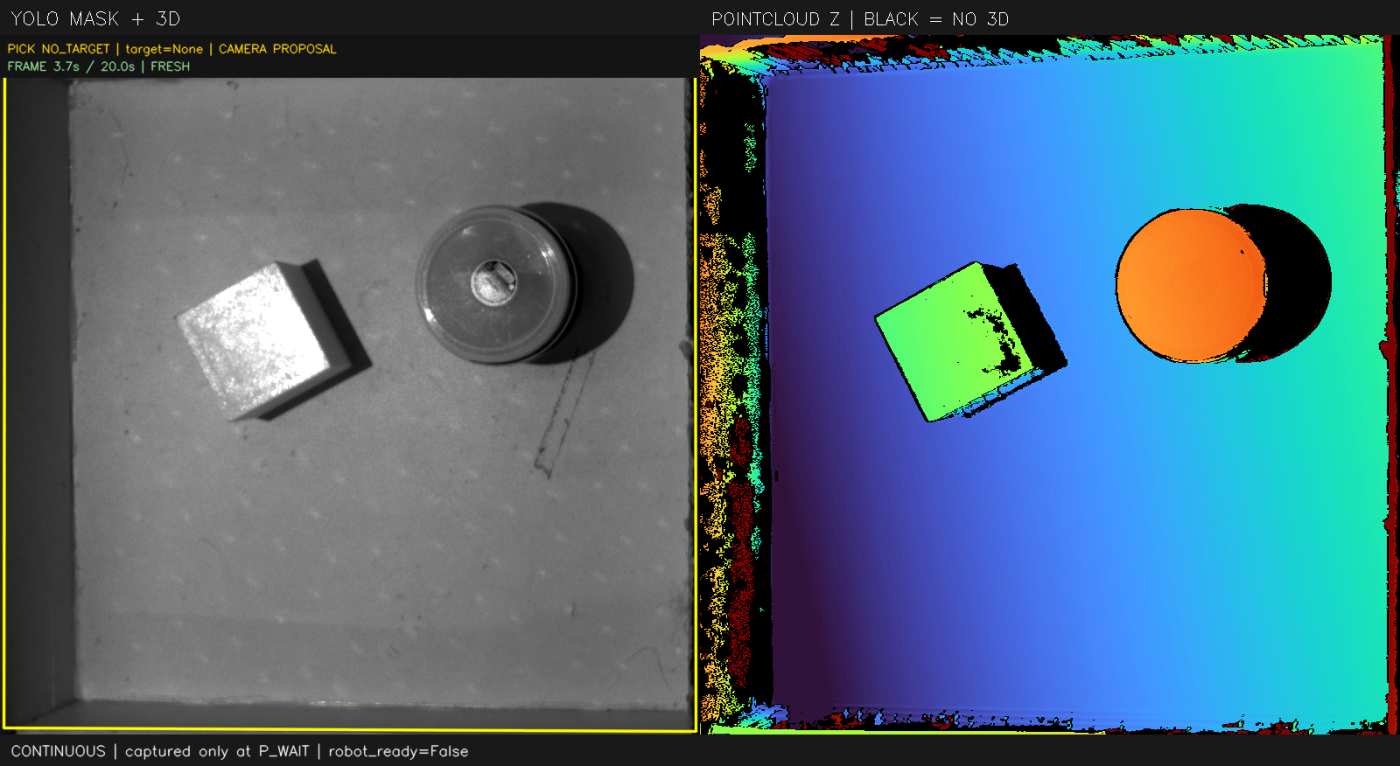 YOLO MASK + 3D
POINTCLOUD Z | BLACK = NO 3D
PICK NO_TARGET | target=None | CAMERA PROPOSAL
FRAME 3.7s / 20.0s | FRESH
CONTINUOUS | captured only at P_WAIT | robot_ready=False